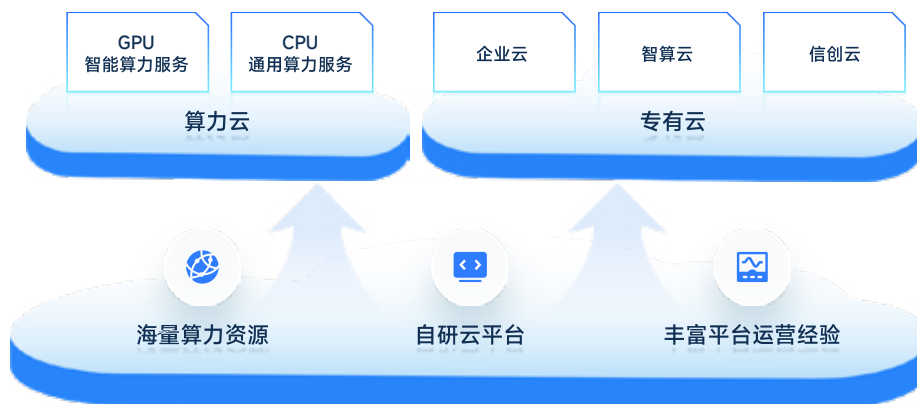 GPU
智能算力服务
CPU
通用算力服务
企业云
智算云
信创云
算力云
专有云
海量算力资源
自研云平台
丰富平台运营经验